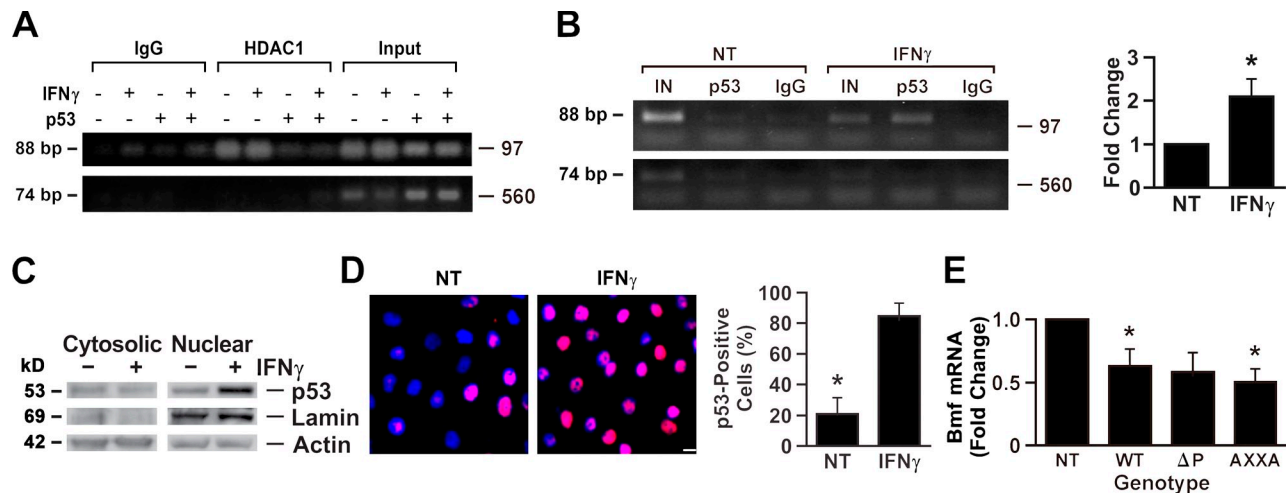 A
IgG HDAC1 Input
IFNγ - + - + - + - + - + - +
p53 - - + + - - + + - - + +
88 bp – – 97
74 bp – – 560
B
NT IFNγ
IN p53 IgG IN p53 IgG
88 bp – – 97
74 bp – – 560
Fold Change
3
2
1
0
*
NT IFNγ
C
Cytosolic Nuclear
kD – + – + IFNγ
53 – – p53
69 – – Lamin
42 – – Actin
D
NT IFNγ
p53-Positive
Cells (%)
100
80
60
40
20
0
*
NT IFNγ
E
Bmf mRNA
(Fold Change)
1.0
0.5
0
* *
NT WT ΔP AXXA
Genotype